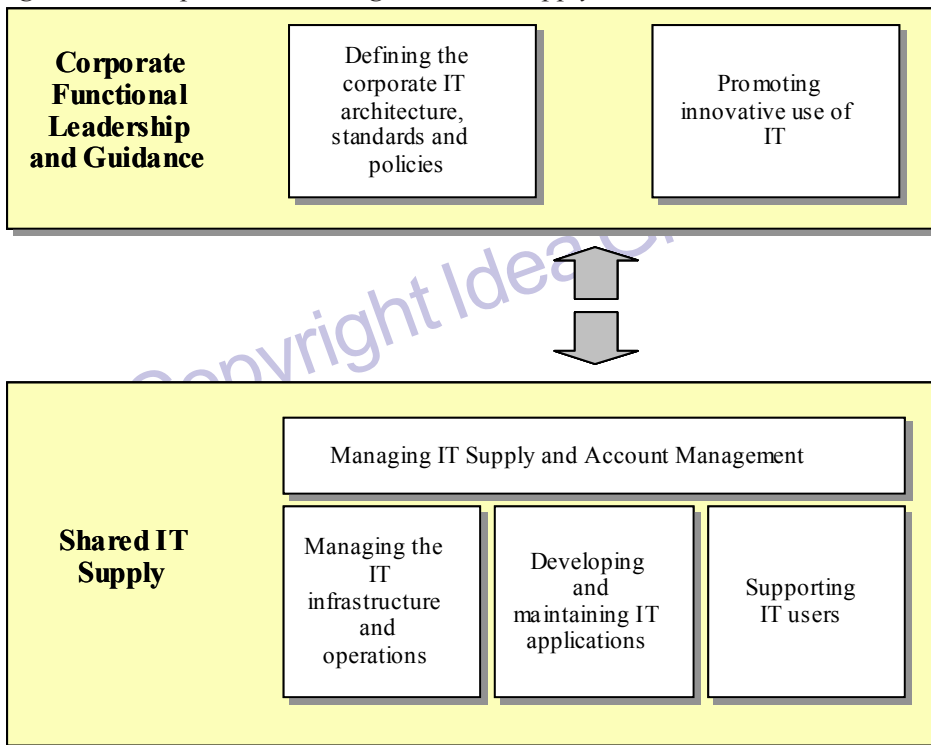 Corporate
Functional
Leadership
and Guidance
Defining the
corporate IT
architecture,
standards and
policies
Promoting
innovative use of
IT
Copyright Idea
Shared IT
Supply
Managing IT Supply and Account Management
Managing the
IT
infrastructure
and
operations
Developing
and
maintaining IT
applications
Supporting
IT users